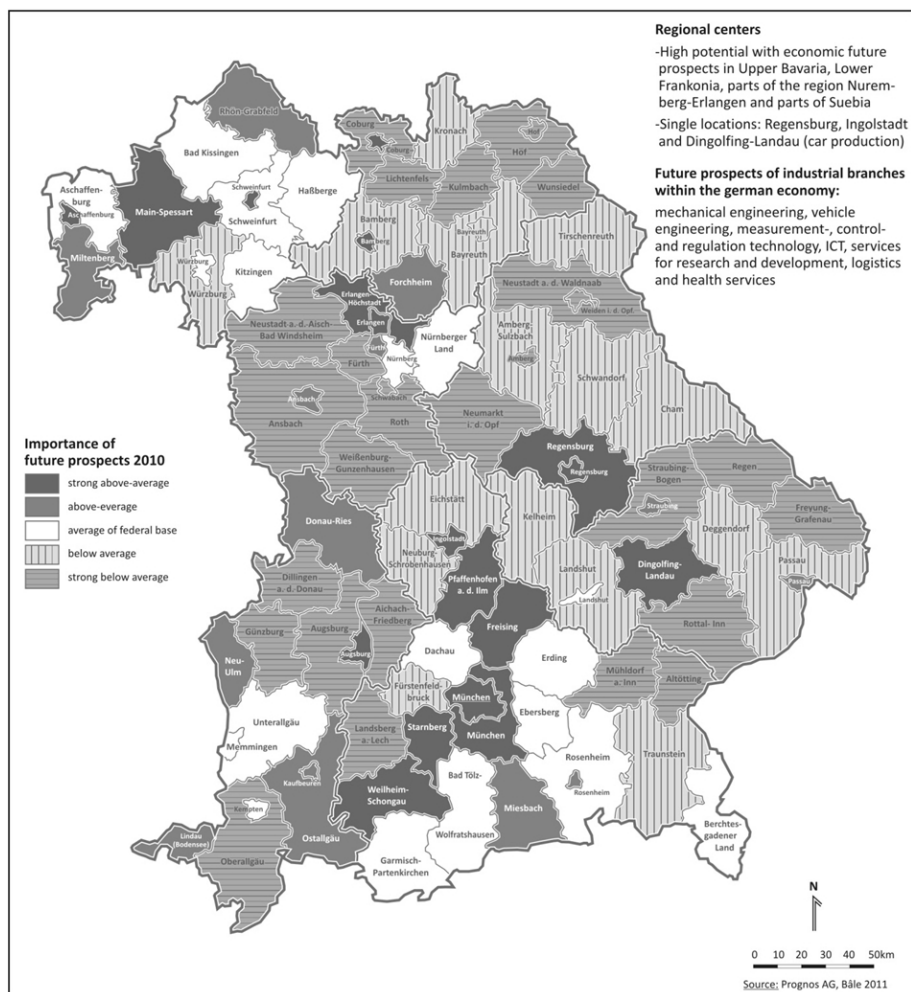 Regional centers
-High potential with economic future
prospects in Upper Bavaria, Lower
Frankonia, parts of the region Nurem-
berg-Erlangen and parts of Suebia
-Single locations: Regensburg, Ingolstadt
and Dingolfing-Landau (car production)
Future prospects of industrial branches
within the german economy:
mechanical engineering, vehicle
engineering, measurement-, control-
and regulation technology, ICT, services
for research and development, logistics
and health services
Rhön-Grabfeld
Coburg
Coburg
Kronach
Hof
Hof
Bad Kissingen
Lichtenfels
Kulmbach
Wunsiedel
Aschaffen-
burg
Aschaffenburg
Main-Spessart
Schweinfurt
Schweinfurt
Haßberge
Miltenberg
Würzburg
Würzburg
Kitzingen
Bamberg
Bamberg
Bayreuth
Bayreuth
Tirschenreuth
Forchheim
Erlangen-
Höchstadt
Erlangen
Neustadt a. d. Waldnaab
Weiden i. d. Opf.
Neustadt a. d. Aisch-
Bad Windsheim
Fürth
Fürth
Nürnberg
Nürnberger
Land
Amberg-
Sulzbach
Amberg
Schwandorf
Ansbach
Ansbach
Schwabach
Roth
Neumarkt
i. d. Opf
Cham
Weißenburg-
Gunzenhausen
Regensburg
Regensburg
Straubing-
Bogen
Straubing
Regen
Freyung-
Grafenau
Importance of
future prospects 2010
strong above-average
above-everage
average of federal base
below average
strong below average
Donau-Ries
Eichstätt
Ingolstadt
Kelheim
Deggendorf
Neuburg-
Schrobenhausen
Pfaffenhofen
a. d. Ilm
Landshut
Landshut
Dingolfing-
Landau
Passau
Passau
Dillingen
a. d. Donau
Aichach-
Friedberg
Günzburg
Augsburg
Augsburg
Freising
Rottal- Inn
Neu-
Ulm
Dachau
Erding
Mühldorf
a. Inn
Altötting
Fürstenfeld-
bruck
München
München
Ebersberg
Unterallgäu
Memmingen
Landsberg
a. Lech
Starnberg
Rosenheim
Rosenheim
Traunstein
Kaufbeuren
Weilheim-
Schongau
Bad Tölz-
Wolfratshausen
Miesbach
Berchtes-
gadener
Land
Kempten
Ostallgäu
Lindau
(Bodensee)
Oberallgäu
Garmisch-
Partenkirchen
N
0 10 20 30 40 50km
Source: Prognos AG, Bâle 2011